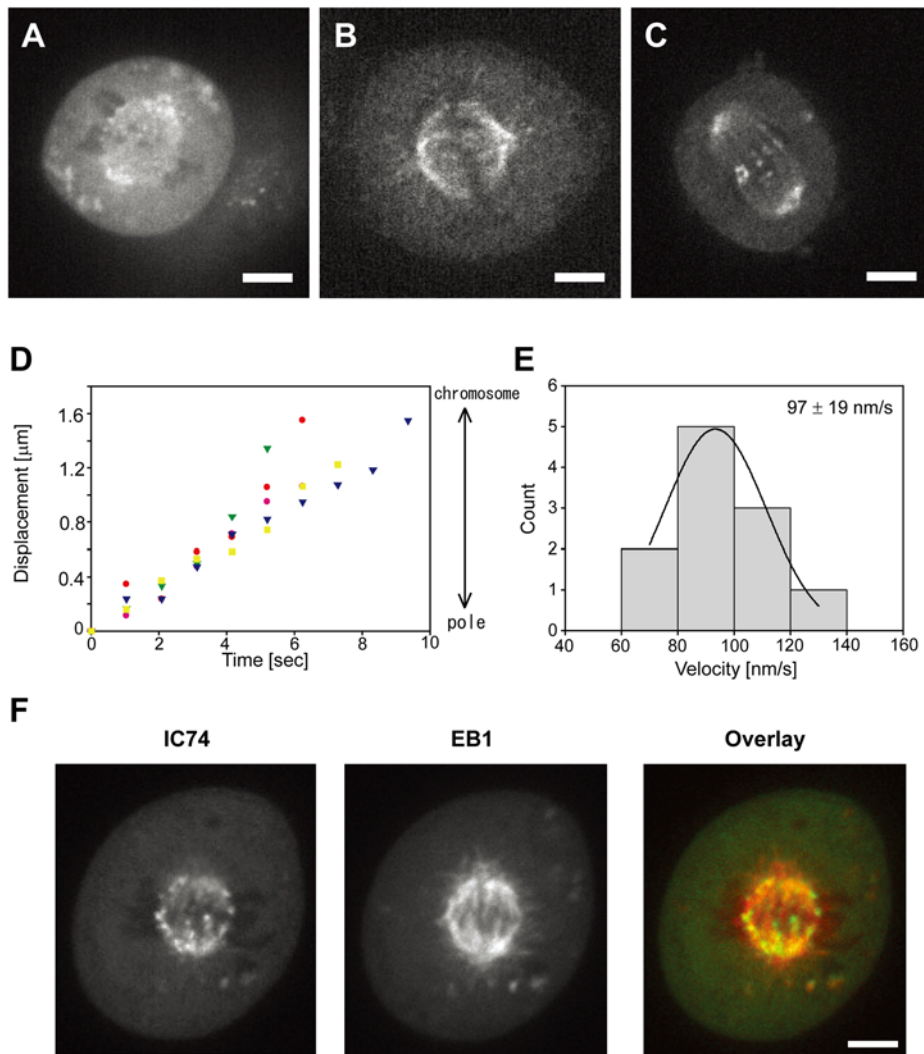 A
B
C
D
Displacement [μm]
1.6
1.2
0.8
0.4
0
0 2 4 6 8 10
Time [sec]
chromosome
pole
E
97 ± 19 nm/s
Count
6
5
4
3
2
1
0
40 60 80 100 120 140 160
Velocity [nm/s]
F
IC74
EB1
Overlay